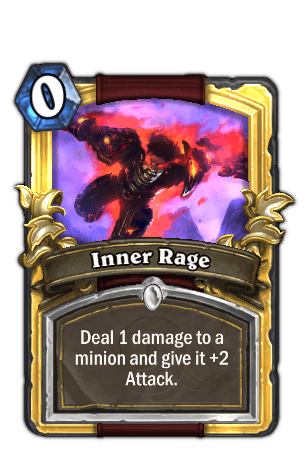 0
Inner Rage
Deal 1 damage to a
minion and give it +2
Attack.